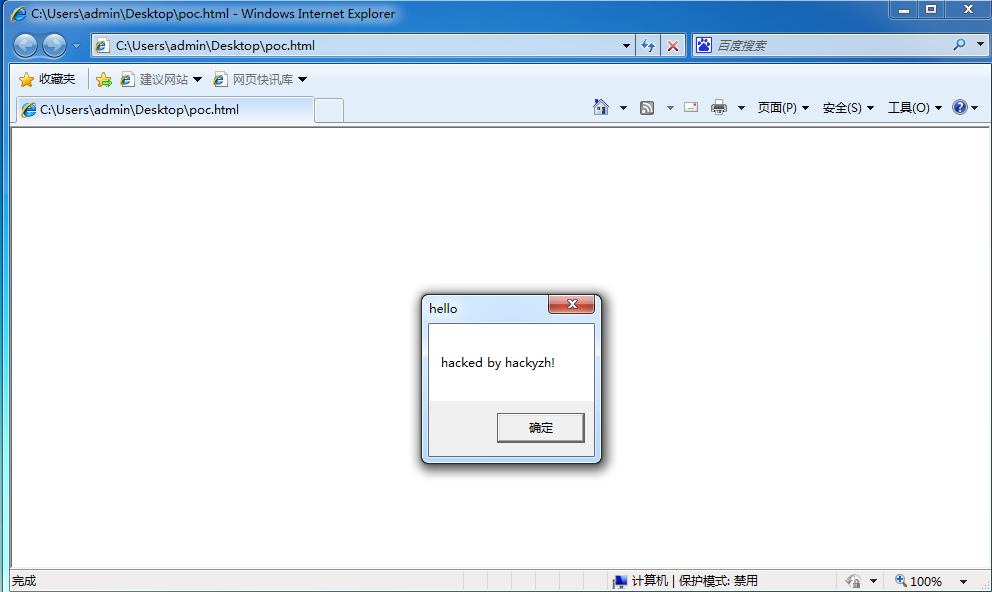 C:\Users\admin\Desktop\poc.html - Windows Internet Explorer
C:\Users\admin\Desktop\poc.html
百度搜索
收藏夹
建议网站
网页快讯库
C:\Users\admin\Desktop\poc.html
页面(P)
安全(S)
工具(O)
hello
hacked by hackyzh!
确定
完成
计算机 | 保护模式: 禁用
100%